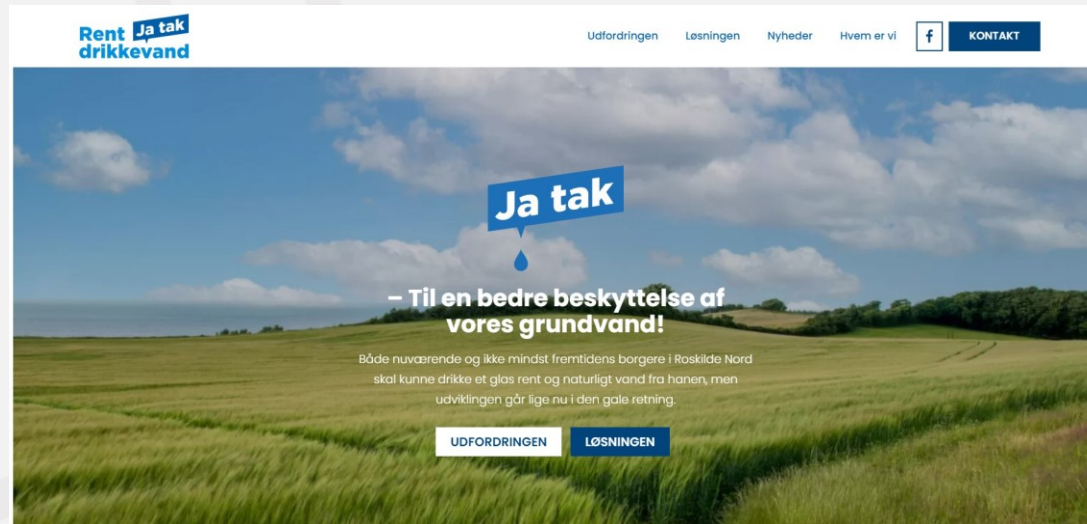 Rent Ja tak
drikkevand
Udfordringen Løsningen Nyheder Hvem er vi f KONTAKT
Ja tak
– Til en bedre beskyttelse af
vores grundvand!
Både nuværende og ikke mindst fremtidens borgere i Roskilde Nord
skal kunne drikke et glas rent og naturligt vand fra hanen, men
udviklingen går lige nu i den gale retning.
UDFORDRINGEN LØSNINGEN